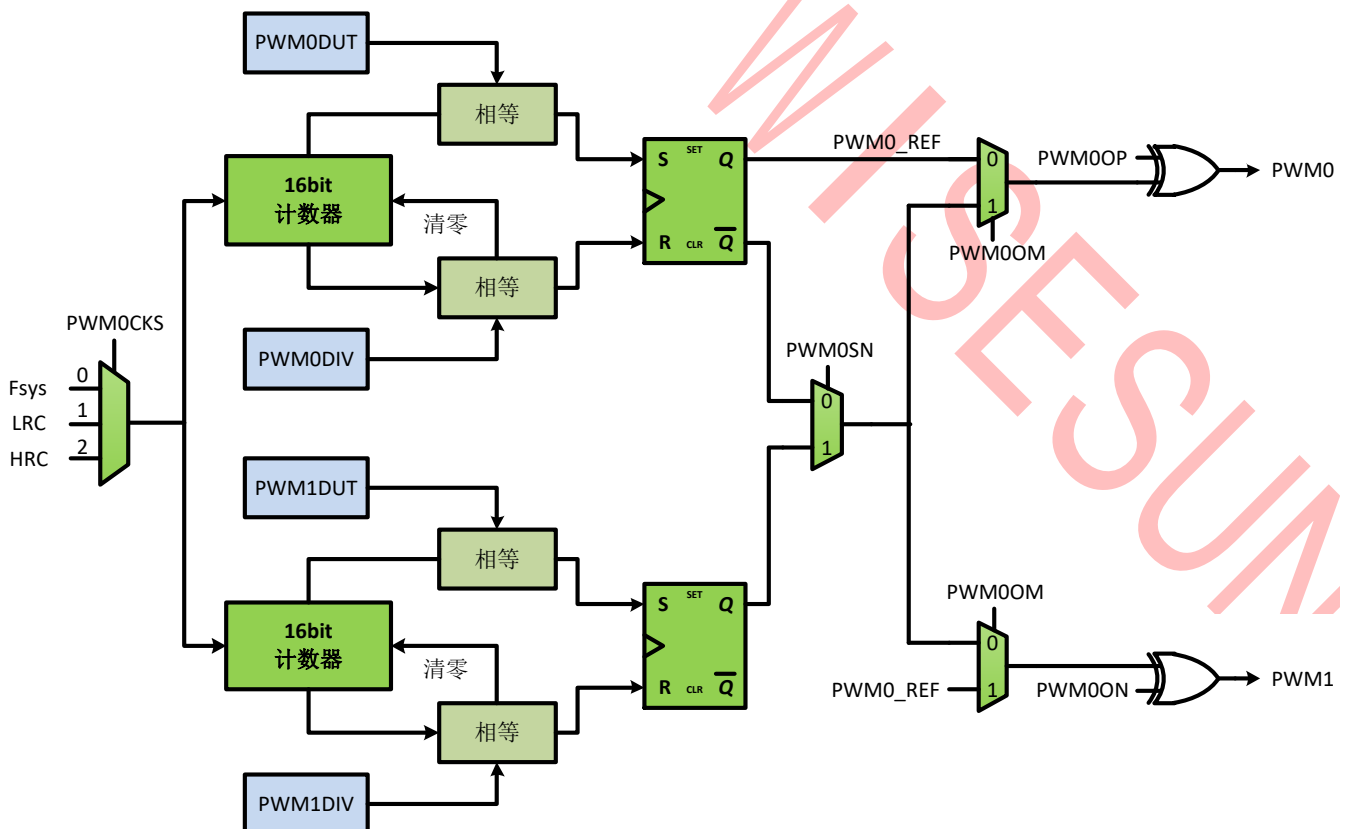 PWM0DUT
相等
16bit
计数器
清零
相等
PWM0DIV
S SET Q
R CLR Q
PWM0_REF
0
1
PWM0OM
PWM0OP
PWM0
PWM0CKS
Fsys 0
LRC 1
HRC 2
PWM0SN
0
1
PWM1DUT
相等
16bit
计数器
清零
相等
PWM1DIV
S SET Q
R CLR Q
PWM0OM
0
1
PWM0_REF
PWM0ON
PWM1
WISESUN